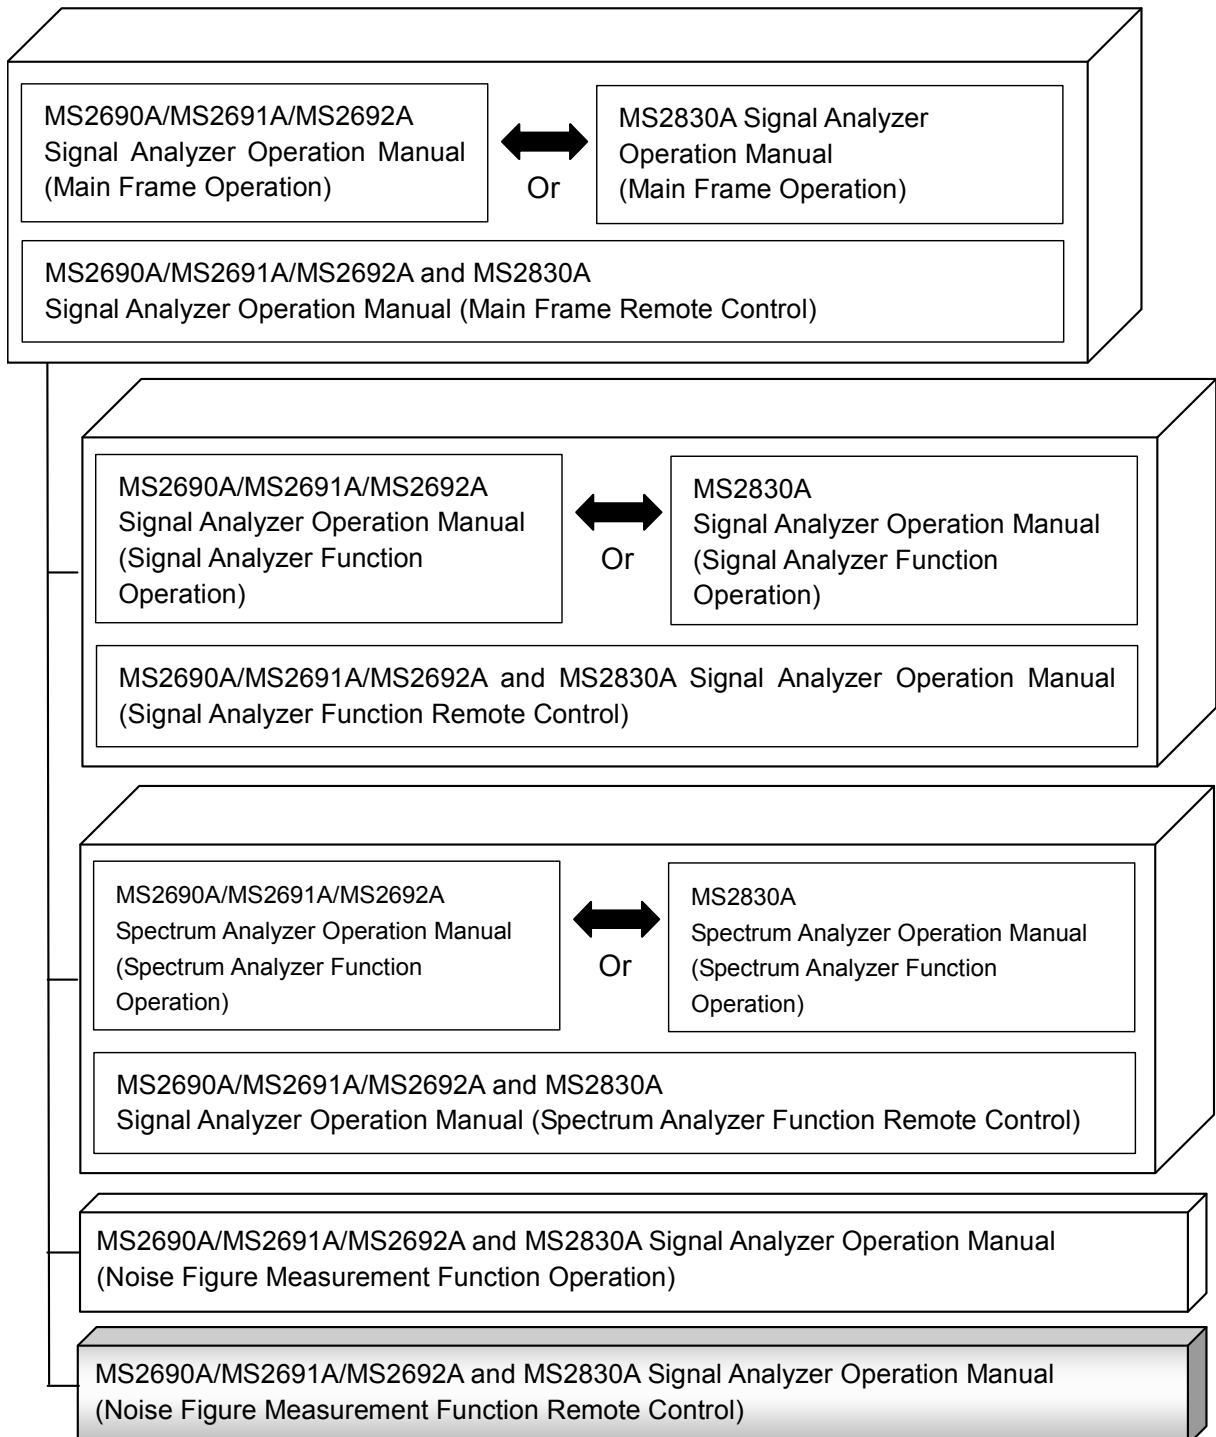 MS2690A/MS2691A/MS2692A
Signal Analyzer Operation Manual
(Main Frame Operation)
Or
MS2830A Signal Analyzer
Operation Manual
(Main Frame Operation)
MS2690A/MS2691A/MS2692A and MS2830A
Signal Analyzer Operation Manual (Main Frame Remote Control)
MS2690A/MS2691A/MS2692A
Signal Analyzer Operation Manual
(Signal Analyzer Function
Operation)
Or
MS2830A
Signal Analyzer Operation Manual
(Signal Analyzer Function
Operation)
MS2690A/MS2691A/MS2692A and MS2830A Signal Analyzer Operation Manual
(Signal Analyzer Function Remote Control)
MS2690A/MS2691A/MS2692A
Spectrum Analyzer Operation Manual
(Spectrum Analyzer Function
Operation)
Or
MS2830A
Spectrum Analyzer Operation Manual
(Spectrum Analyzer Function
Operation)
MS2690A/MS2691A/MS2692A and MS2830A
Signal Analyzer Operation Manual (Spectrum Analyzer Function Remote Control)
MS2690A/MS2691A/MS2692A and MS2830A Signal Analyzer Operation Manual
(Noise Figure Measurement Function Operation)
MS2690A/MS2691A/MS2692A and MS2830A Signal Analyzer Operation Manual
(Noise Figure Measurement Function Remote Control)